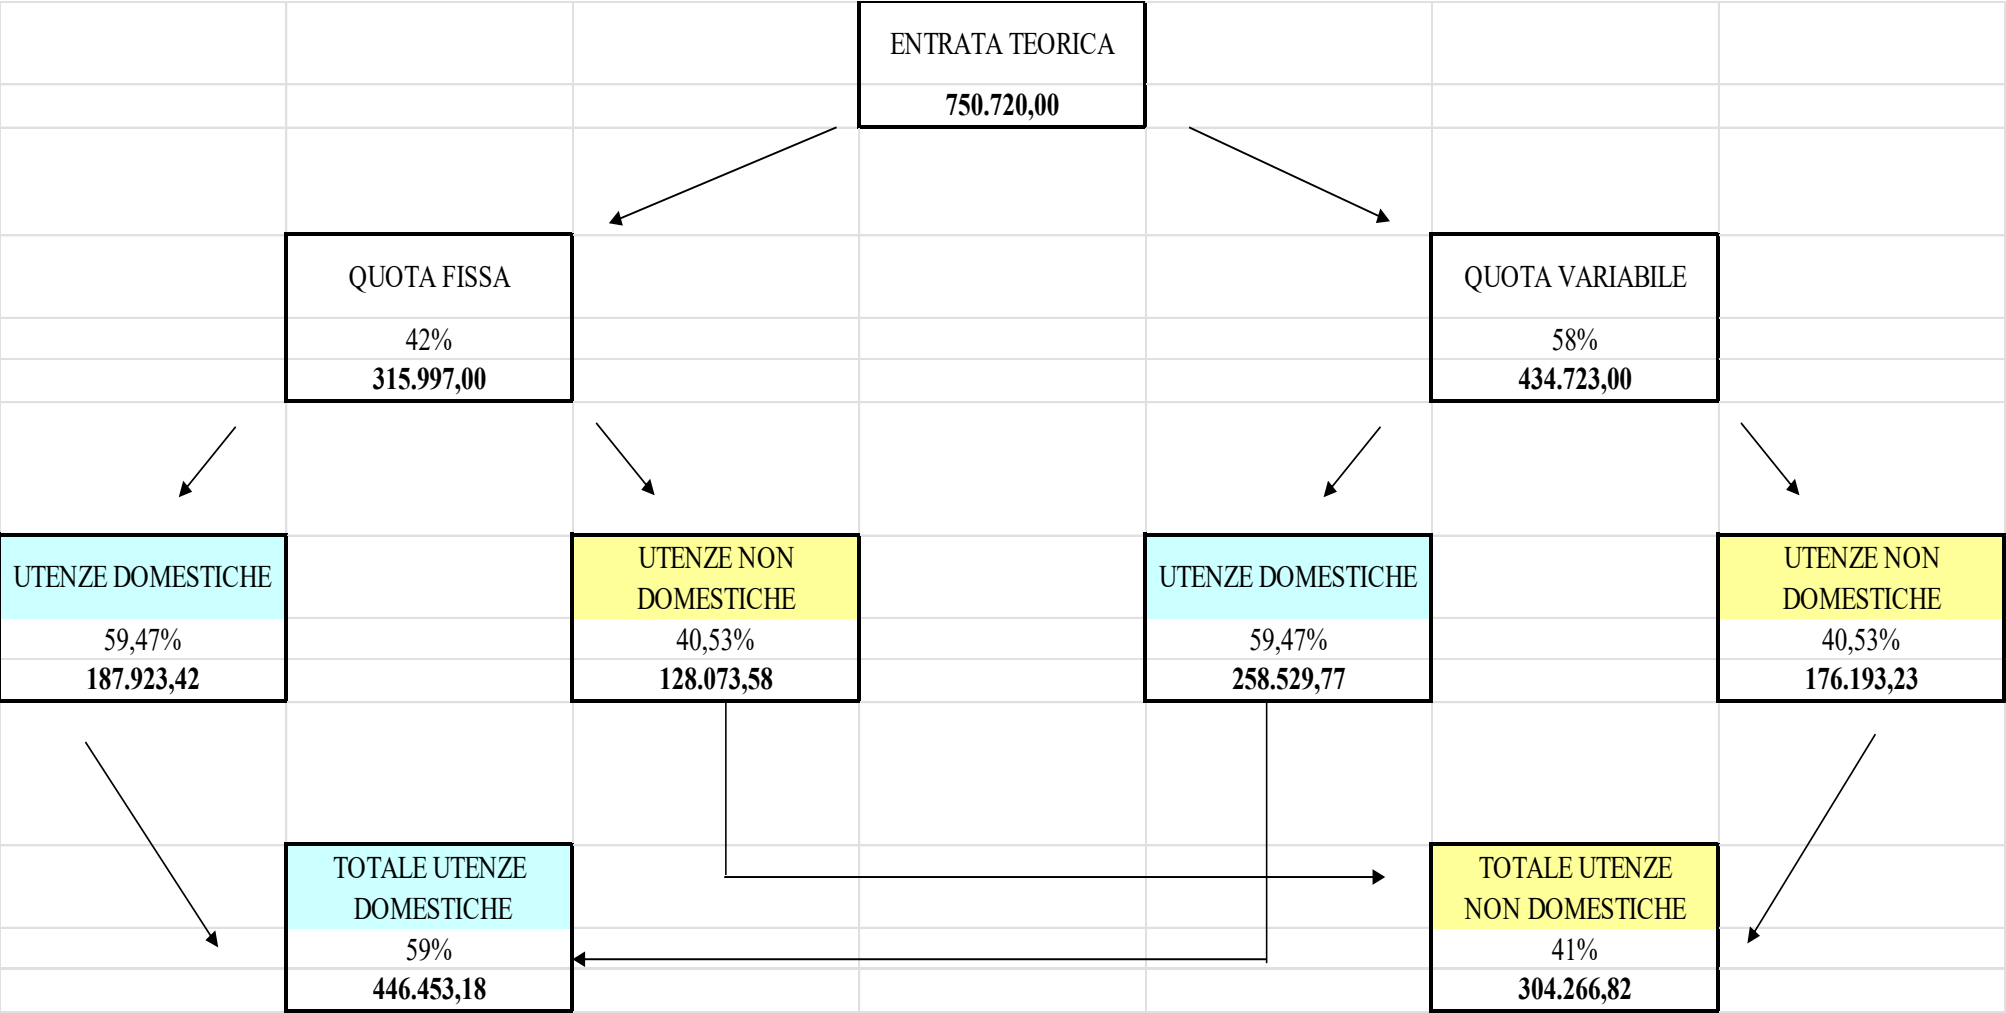 ENTRATA TEORICA
750.720,00
QUOTA FISSA
42%
315.997,00
QUOTA VARIABILE
58%
434.723,00
UTENZE DOMESTICHE
59,47%
187.923,42
UTENZE NON
DOMESTICHE
40,53%
128.073,58
UTENZE DOMESTICHE
59,47%
258.529,77
UTENZE NON
DOMESTICHE
40,53%
176.193,23
TOTALE UTENZE
DOMESTICHE
59%
446.453,18
TOTALE UTENZE
NON DOMESTICHE
41%
304.266,82